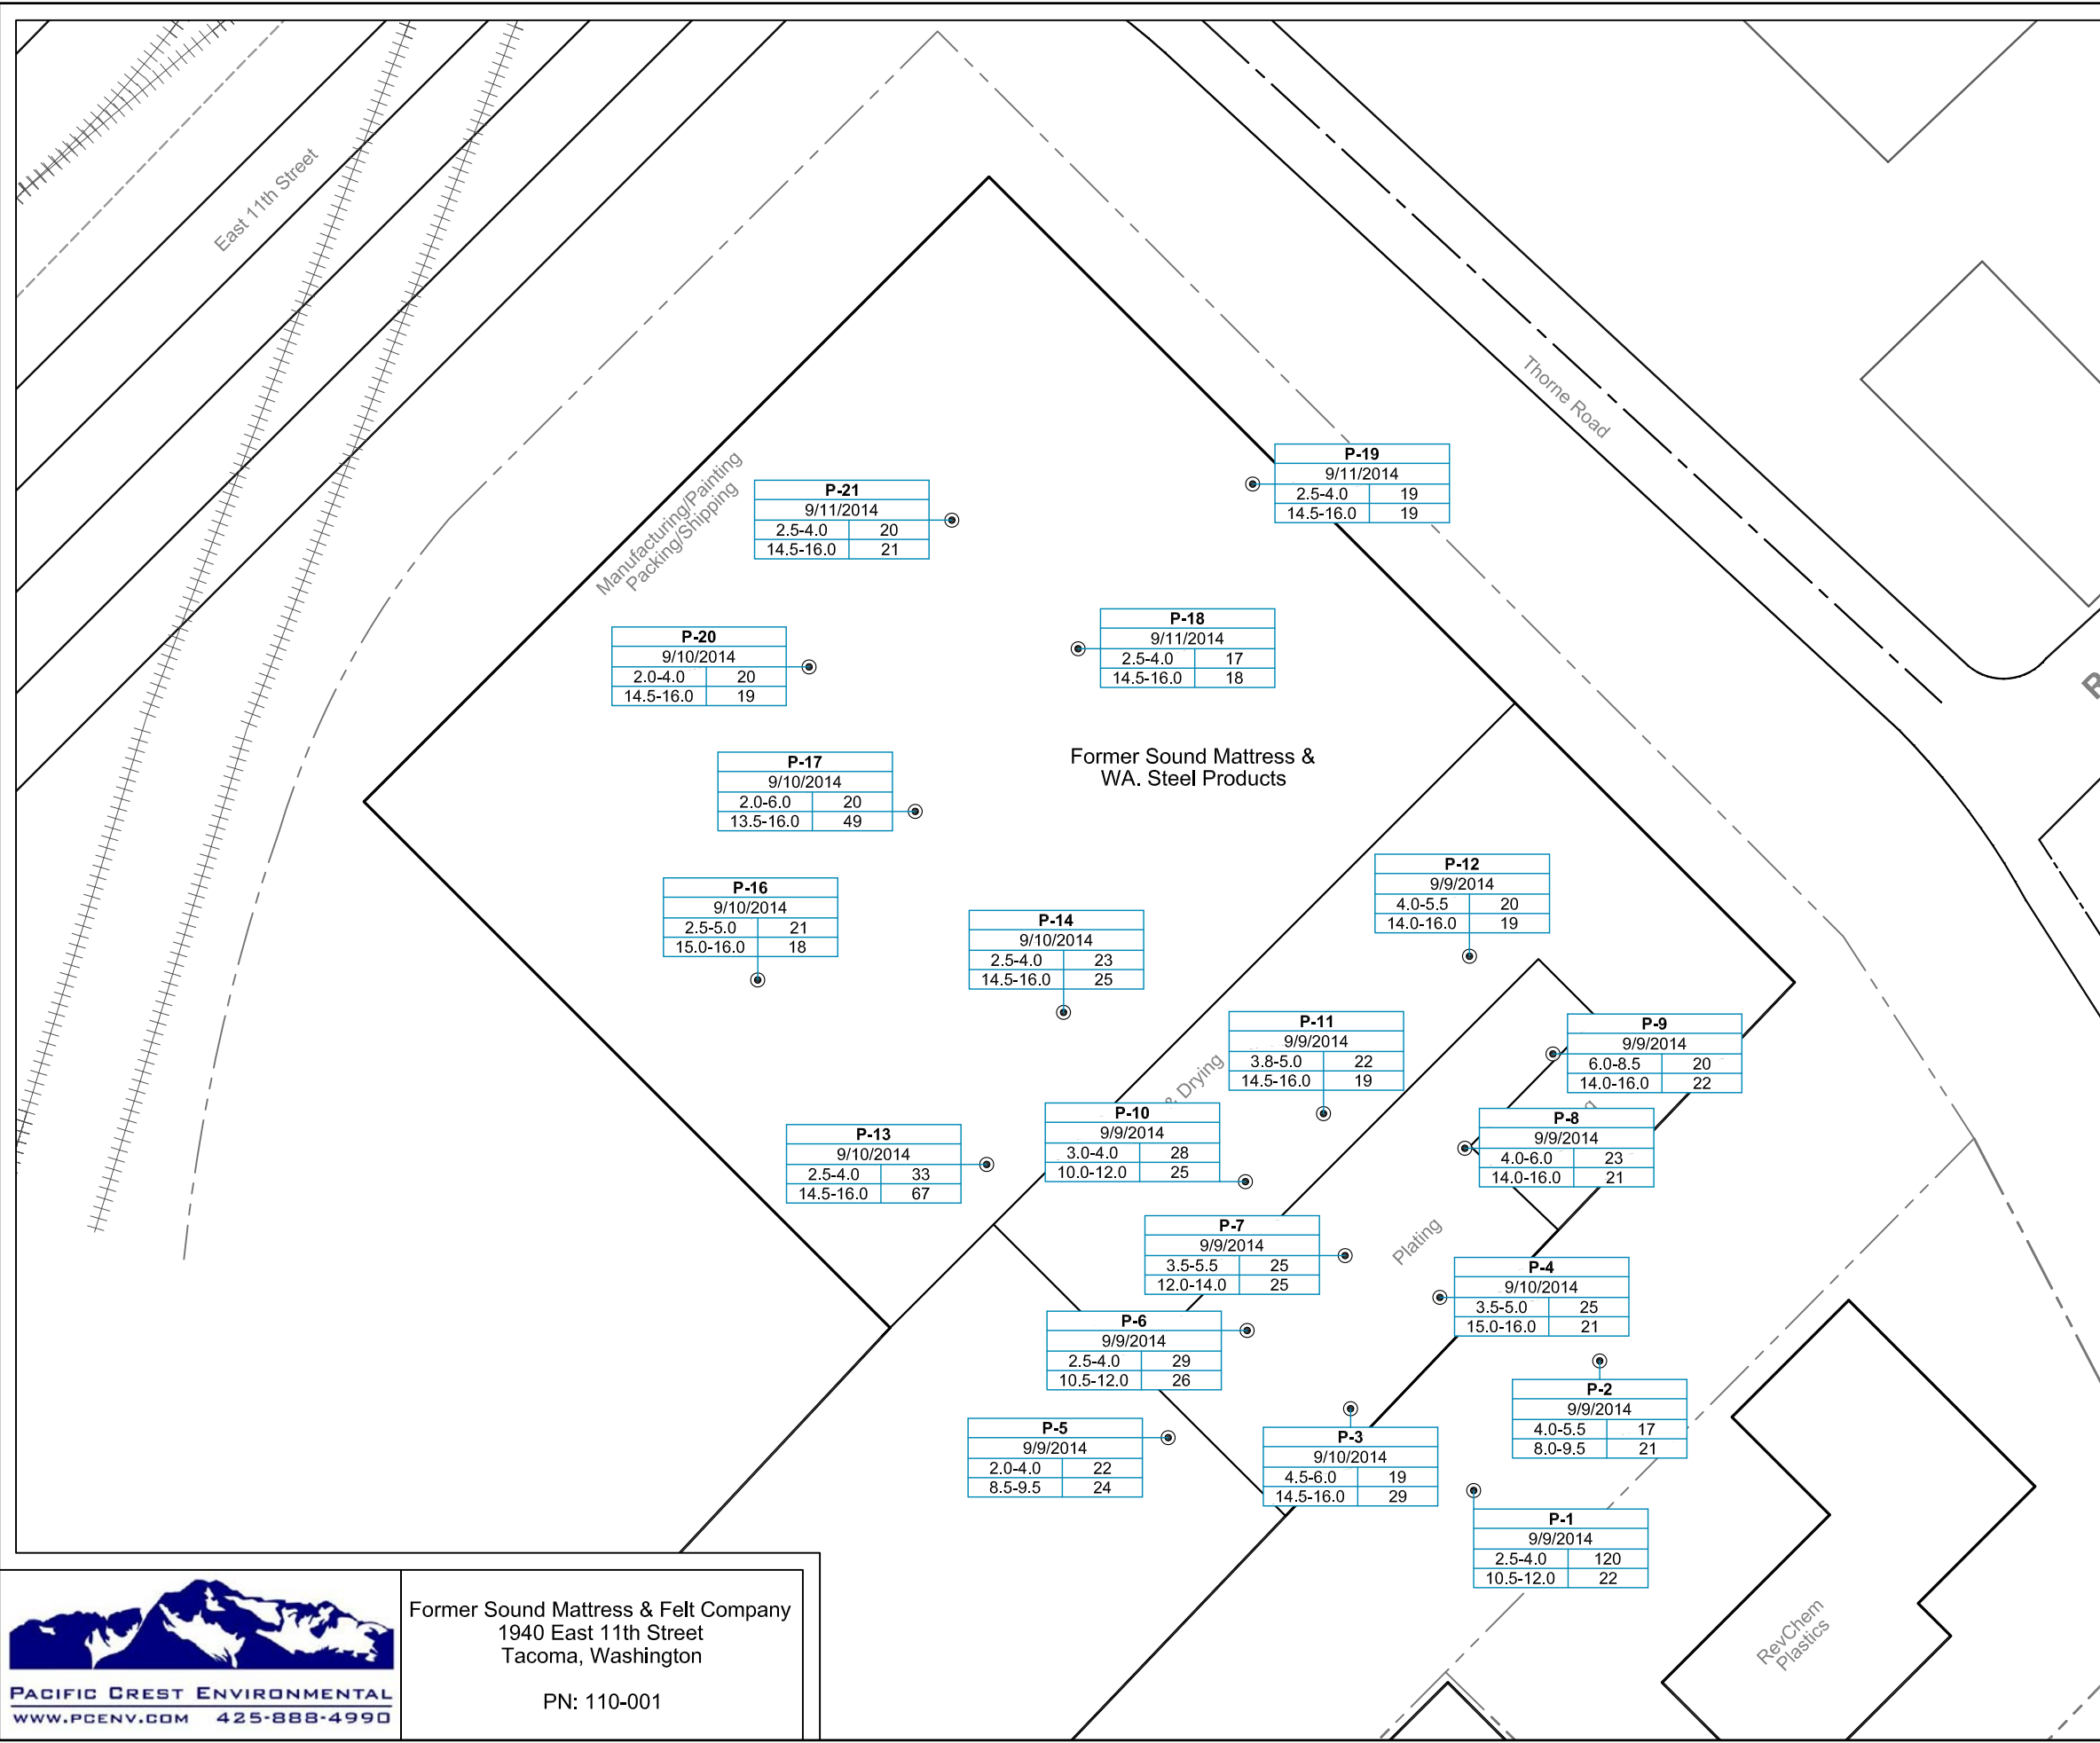 East 11th Street
Thorne Road
Manufacturing/Painting
Packing/Shipping
P-19
9/11/2014
2.5-4.0 19
14.5-16.0 19
P-21
9/11/2014
2.5-4.0 20
14.5-16.0 21
P-18
9/11/2014
2.5-4.0 17
14.5-16.0 18
P-20
9/10/2014
2.0-4.0 20
14.5-16.0 19
Former Sound Mattress &
WA. Steel Products
P-17
9/10/2014
2.0-6.0 20
13.5-16.0 49
P-12
9/9/2014
4.0-5.5 20
14.0-16.0 19
P-16
9/10/2014
2.5-5.0 21
15.0-16.0 18
P-14
9/10/2014
2.5-4.0 23
14.5-16.0 25
P-11
9/9/2014
3.8-5.0 22
14.5-16.0 19
P-9
9/9/2014
6.0-8.5 20
14.0-16.0 22
& Drying
P-10
9/9/2014
3.0-4.0 28
10.0-12.0 25
P-8
9/9/2014
4.0-6.0 23
14.0-16.0 21
P-13
9/10/2014
2.5-4.0 33
14.5-16.0 67
P-7
9/9/2014
3.5-5.5 25
12.0-14.0 25
Plating
P-4
9/10/2014
3.5-5.0 25
15.0-16.0 21
P-6
9/9/2014
2.5-4.0 29
10.5-12.0 26
P-2
9/9/2014
4.0-5.5 17
8.0-9.5 21
P-5
9/9/2014
2.0-4.0 22
8.5-9.5 24
P-3
9/10/2014
4.5-6.0 19
14.5-16.0 29
P-1
9/9/2014
2.5-4.0 120
10.5-12.0 22
RevChem
Plastics
PACIFIC CREST ENVIRONMENTAL
WWW.PCENV.COM 425-888-4990
Former Sound Mattress & Felt Company
1940 East 11th Street
Tacoma, Washington
PN: 110-001